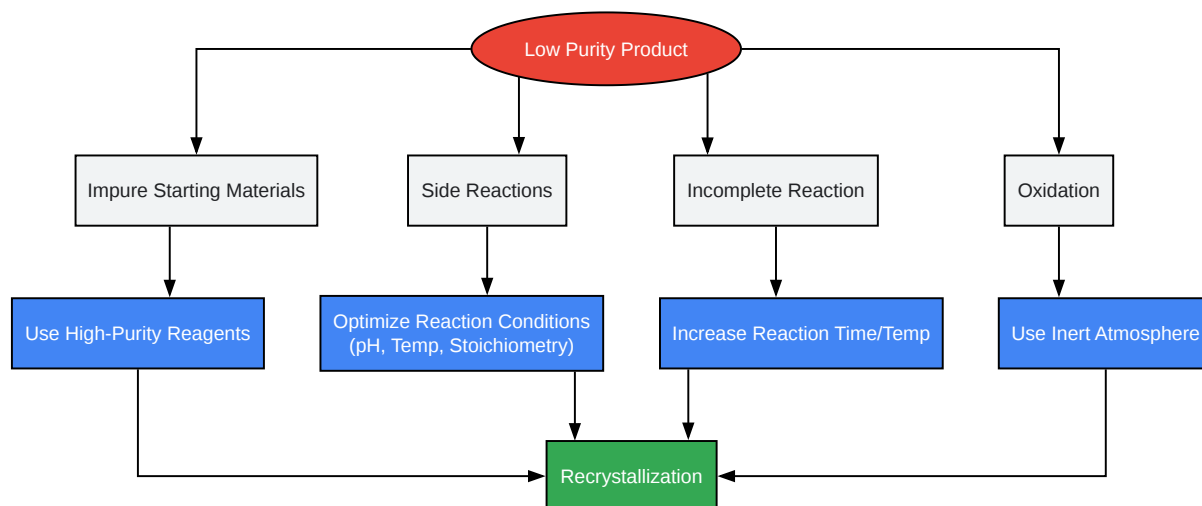 Low Purity Product
Impure Starting Materials
Side Reactions
Incomplete Reaction
Oxidation
Use High-Purity Reagents
Optimize Reaction Conditions
(pH, Temp, Stoichiometry)
Increase Reaction Time/Temp
Use Inert Atmosphere
Recrystallization